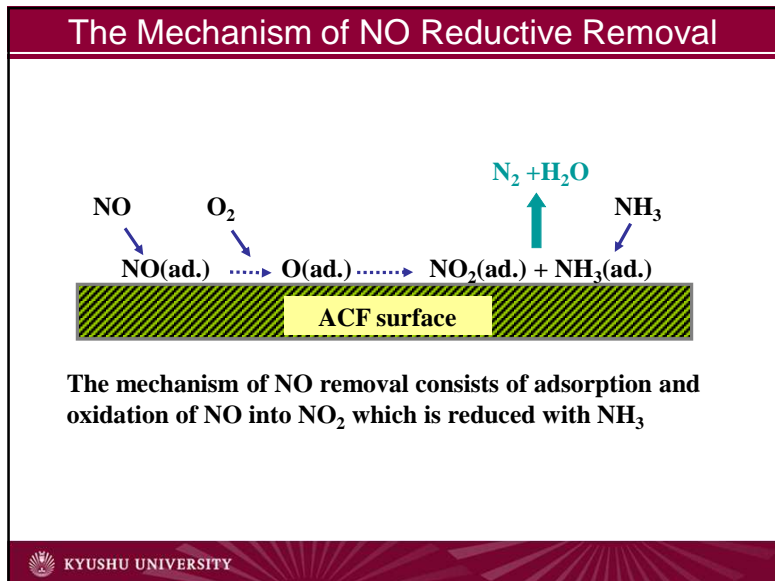 The Mechanism of NO Reductive Removal
N₂ +H₂O
NO O₂ NH₃
NO(ad.) O(ad.) NO₂(ad.) + NH₃(ad.)
ACF surface
The mechanism of NO removal consists of adsorption and
oxidation of NO into NO₂ which is reduced with NH₃
KYUSHU UNIVERSITY